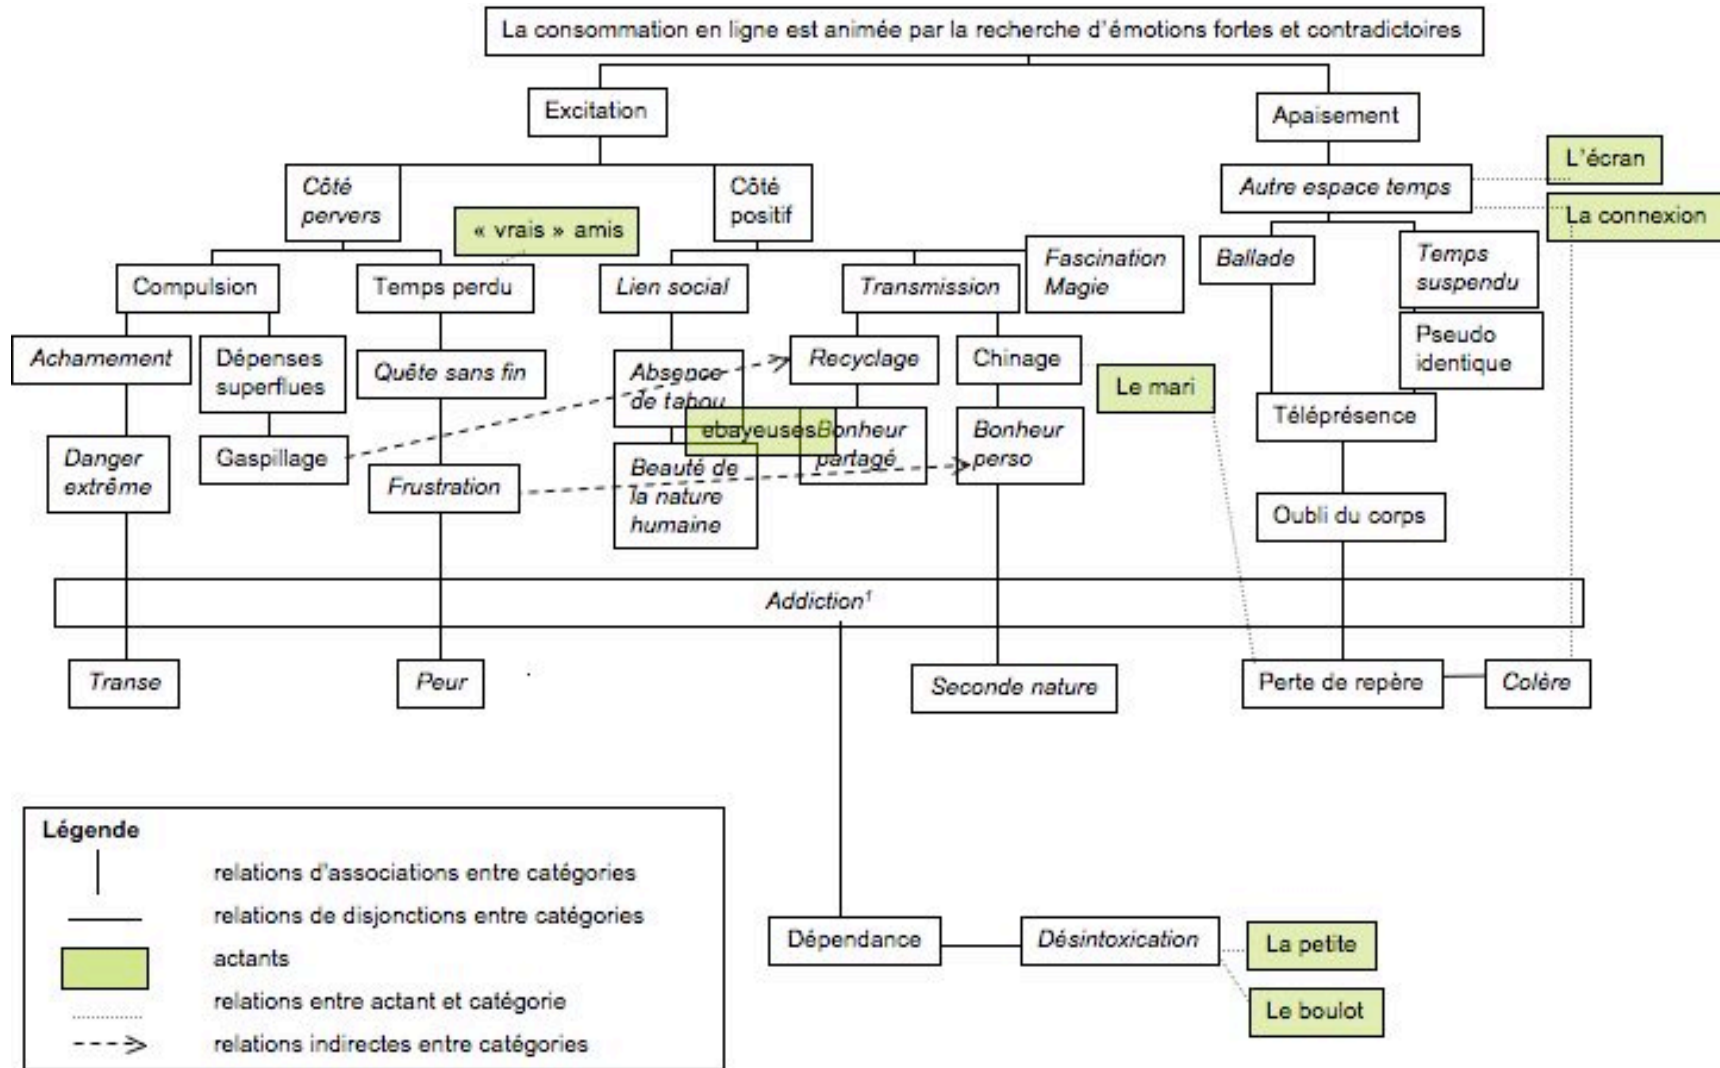 La consommation en ligne est animée par la recherche d'émotions fortes et contradictoires
Excitation
Apaisement
Côté
pervers
« vrais » amis
Côté
positif
Autre espace temps
L'écran
La connexion
Compulsion
Temps perdu
Lien social
Transmission
Fascination
Magie
Ballade
Temps
suspendu
Acharnement
Dépenses
superflues
Quête sans fin
Absence
de tabou
Recyclage
Chinage
Le mari
Pseudo
identique
Danger
extrême
Gaspillage
Frustration
ebayeuses
Beauté de
la nature
humaine
Bonheur
partagé
Bonheur
perso
Téléprésence
Oubli du corps
Addiction¹
Transe
Peur
Seconde nature
Perte de repère
Colère
Dépendance
Désintoxication
La petite
Le boulot
Légende
relations d'associations entre catégories
relations de disjonctions entre catégories
actants
relations entre actant et catégorie
relations indirectes entre catégories